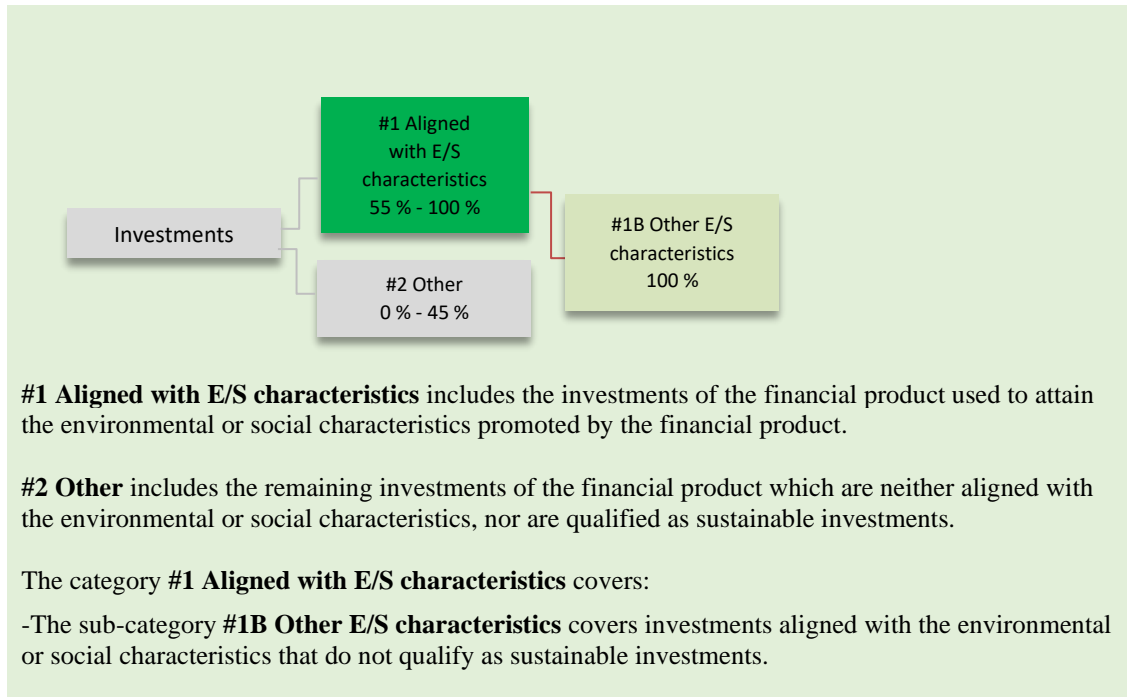 #1 Aligned
with E/S
characteristics
55 % - 100 %
Investments
#1B Other E/S
characteristics
100 %
#2 Other
0 % - 45 %
#1 Aligned with E/S characteristics includes the investments of the financial product used to attain
the environmental or social characteristics promoted by the financial product.
#2 Other includes the remaining investments of the financial product which are neither aligned with
the environmental or social characteristics, nor are qualified as sustainable investments.
The category #1 Aligned with E/S characteristics covers:
-The sub-category #1B Other E/S characteristics covers investments aligned with the environmental
or social characteristics that do not qualify as sustainable investments.